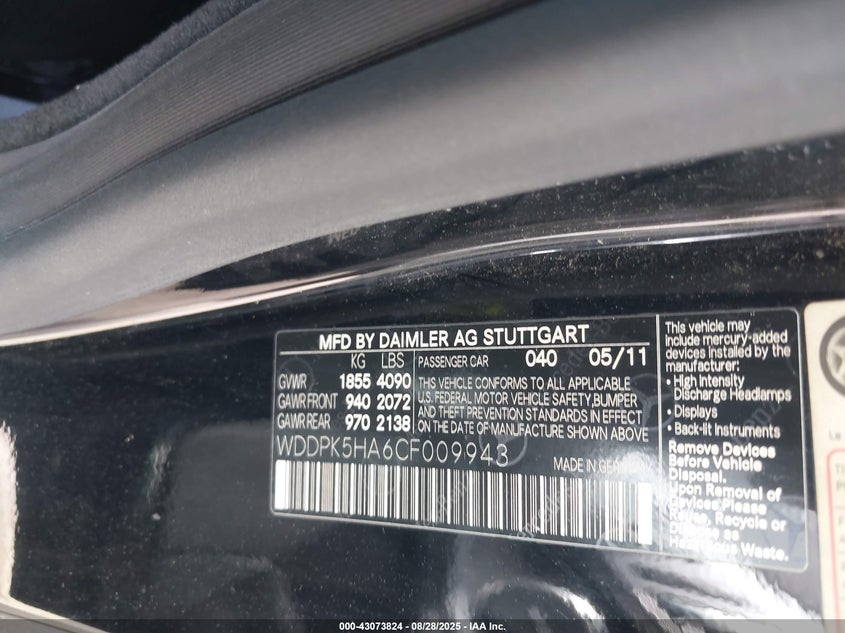 MFD BY DAIMLER AG STUTTGART
KG LBS
GVWR 1855 4090
GAWR FRONT 940 2072
GAWR REAR 970 2138
PASSENGER CAR 040 05/11
THIS VEHICLE CONFORMS TO ALL APPLICABLE
U.S. FEDERAL MOTOR VEHICLE SAFETY, BUMPER
AND THEFT PREVENTION STANDARDS IN EFFECT
ON THE DATE OF MANUFACTURE SHOWN ABOVE
WDDPK5HA6CF009943
MADE IN GERMANY
This vehicle may
include mercury-added
devices installed by the
manufacturer:
• High Intensity
Discharge Headlamps
• Displays
• Back-lit Instruments
Remove Devices
Before Vehicle
Disposal.
Upon Removal of
Devices Please
Reuse, Recycle or
Dispose as
Hazardous Waste.
Le
000-43073824 - 08/28/2025 - IAA Inc.